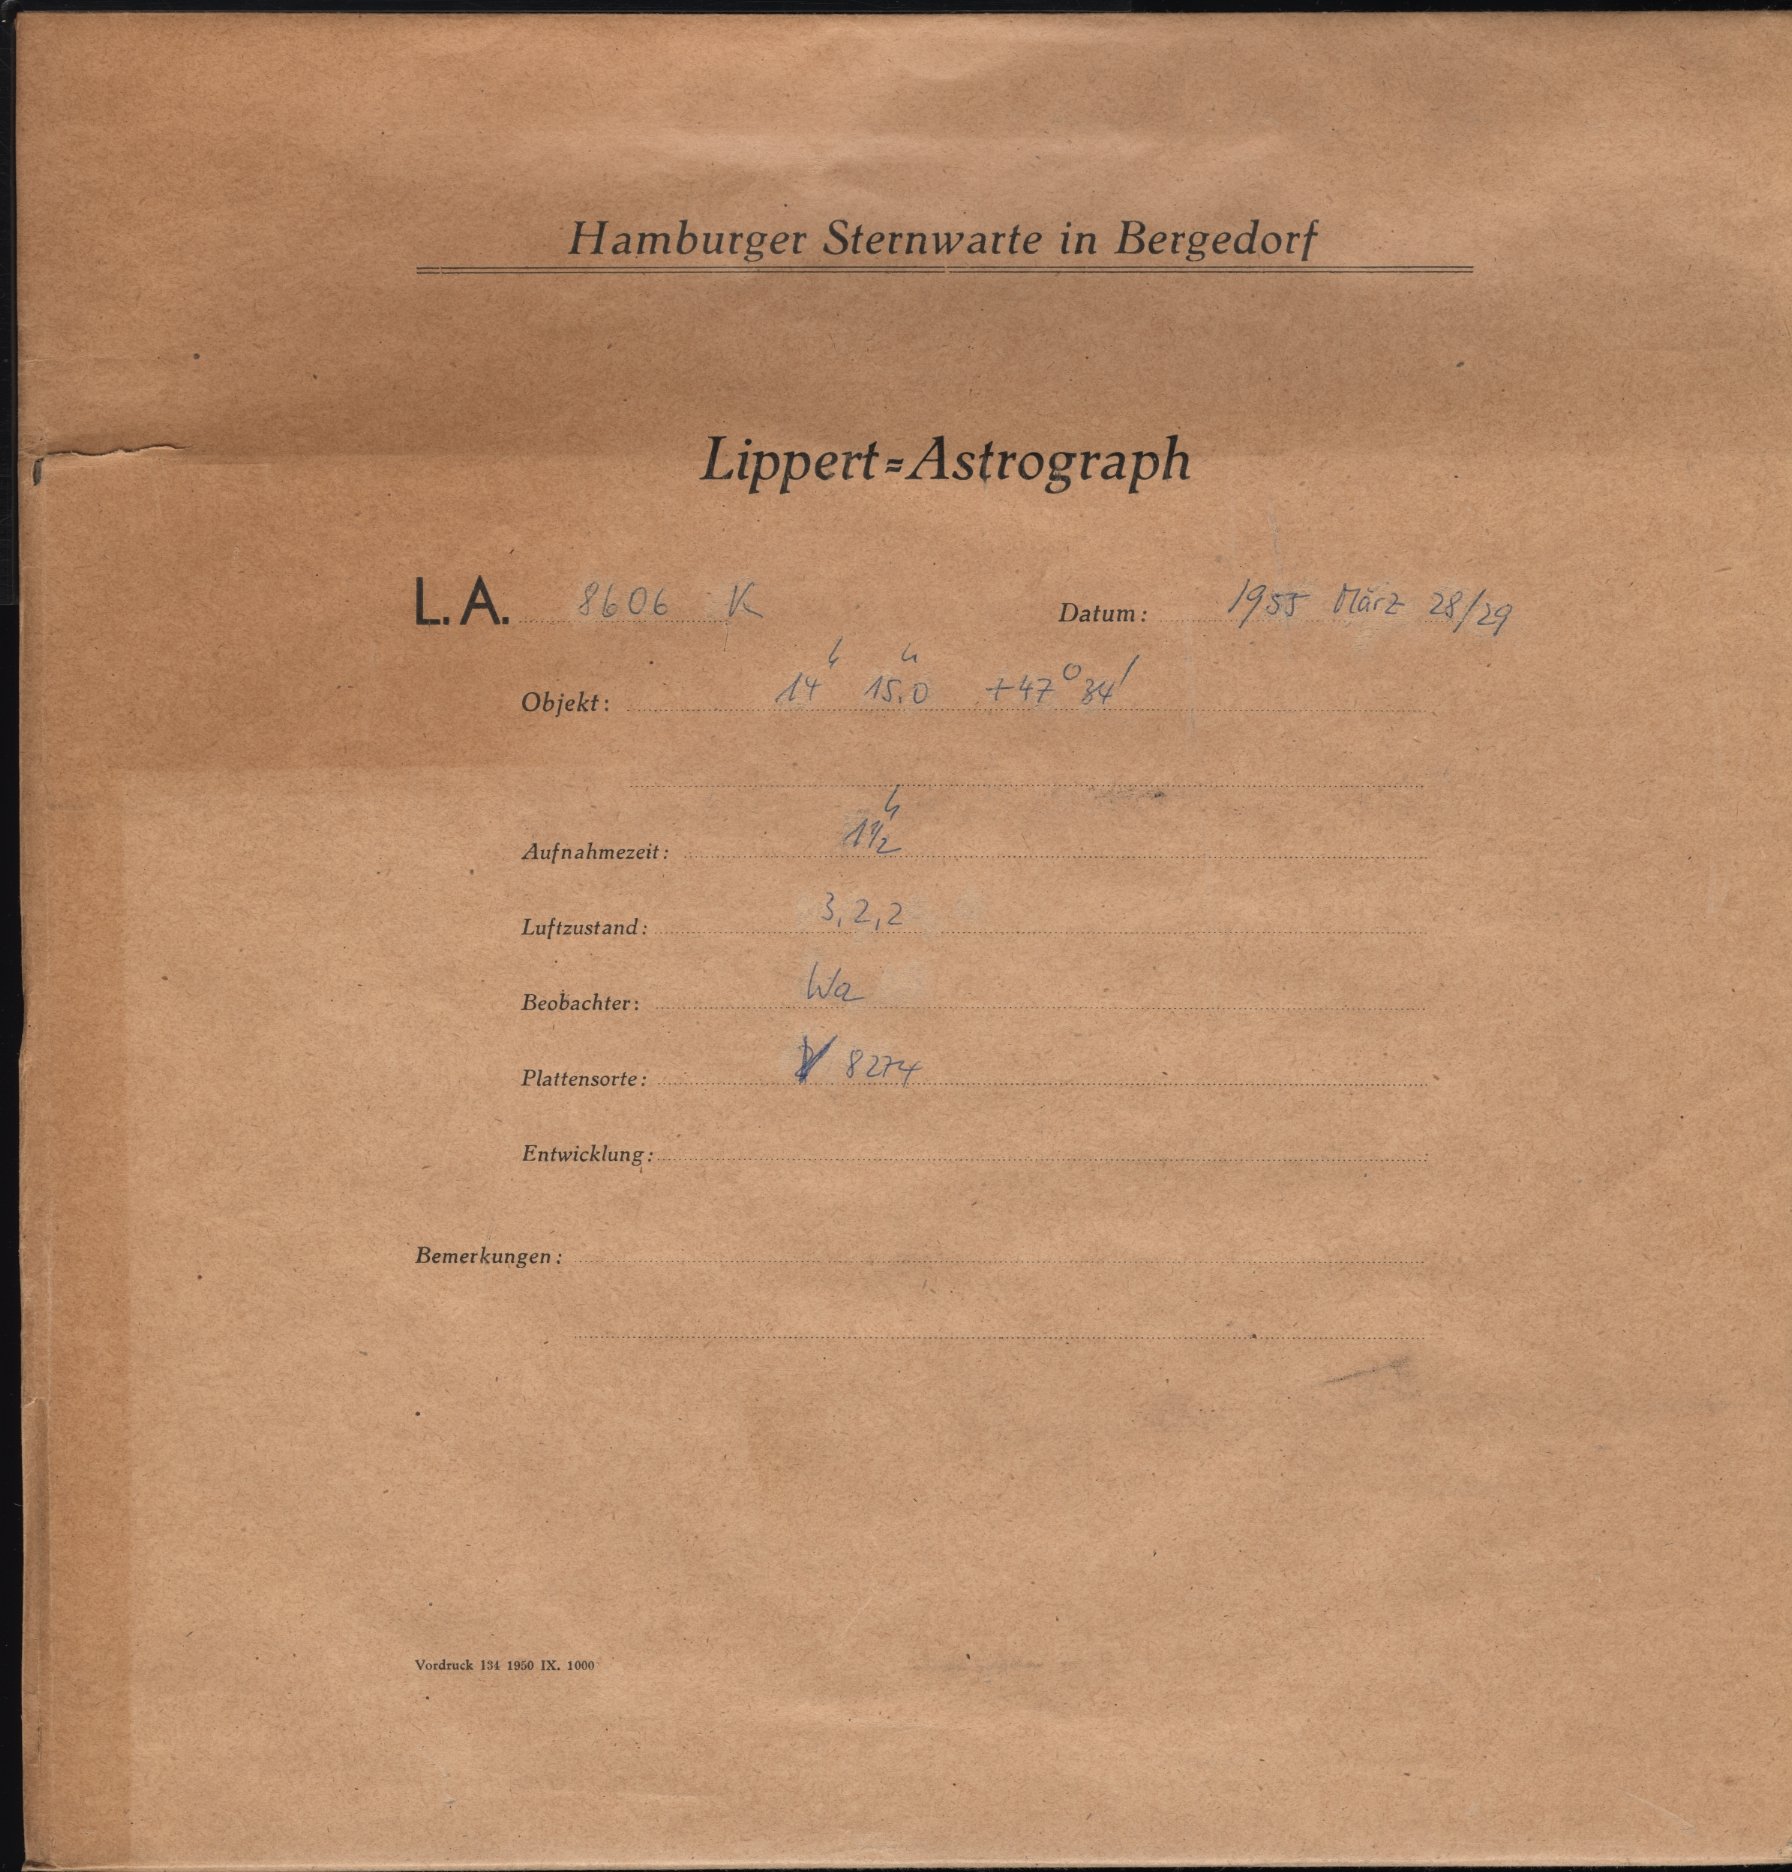 Hamburger Sternwarte in Bergedorf
Lippert=Astrograph
L. A. 8606 K Datum: 1955 März 28/29
Objekt: 14ʰ 15,0ᵐ +47° 34′
Aufnahmezeit: 1½ʰ
Luftzustand: 3, 2, 2
Beobachter: Wa
Plattensorte: 8274
Entwicklung:
Bemerkungen:
Vordruck 134 1950 IX. 1000